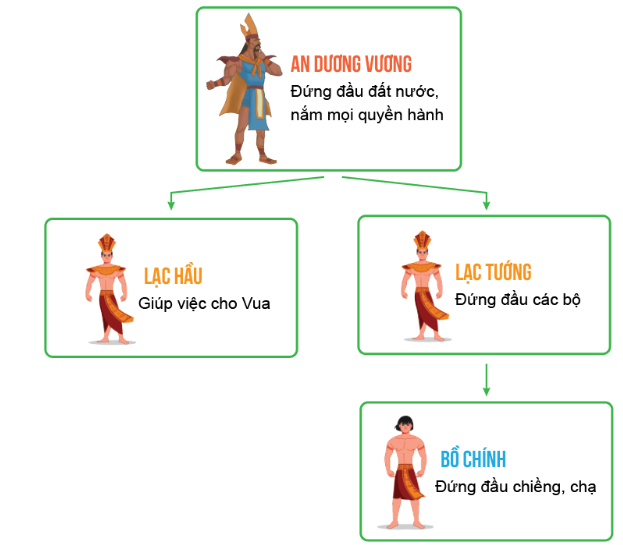 AN DƯƠNG VƯƠNG
Đứng đầu đất nước,
nắm mọi quyền hành
LẠC HẦU
Giúp việc cho Vua
LẠC TƯỚNG
Đứng đầu các bộ
BỒ CHÍNH
Đứng đầu chiềng, chạ